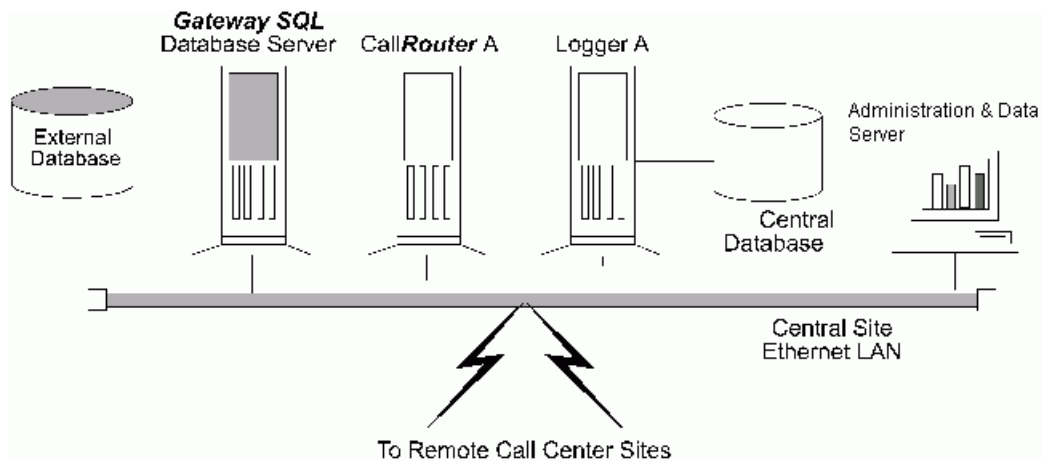 Gateway SQL
Database Server
CallRouter A
Logger A
External
Database
Administration & Data
Server
Central
Database
Central Site
Ethernet LAN
To Remote Call Center Sites